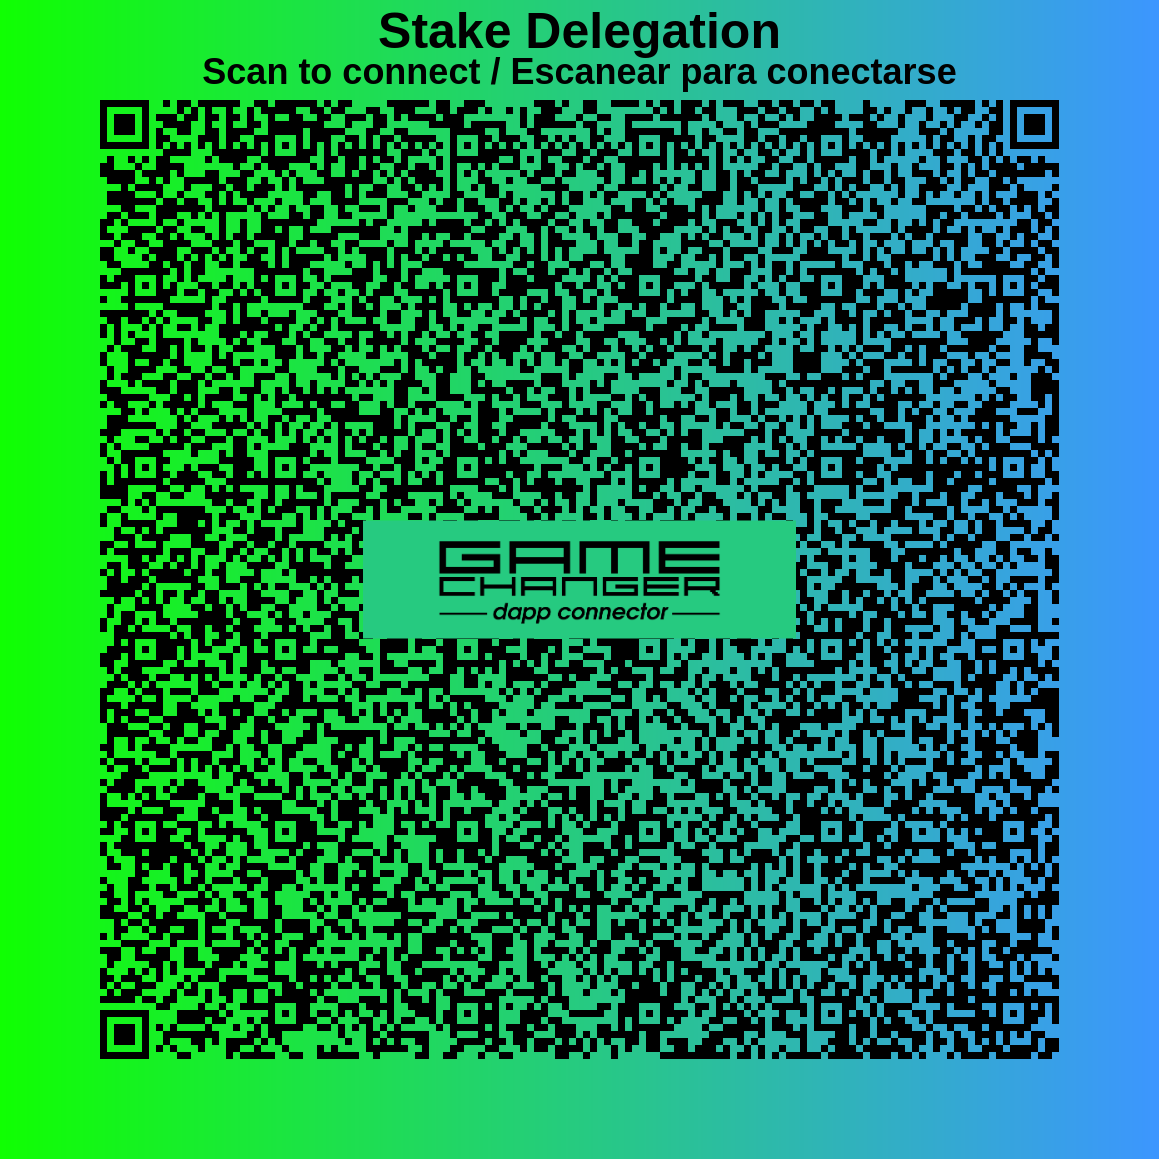 Stake Delegation
Scan to connect / Escanear para conectarse
GAME
CHANGER
dapp connector